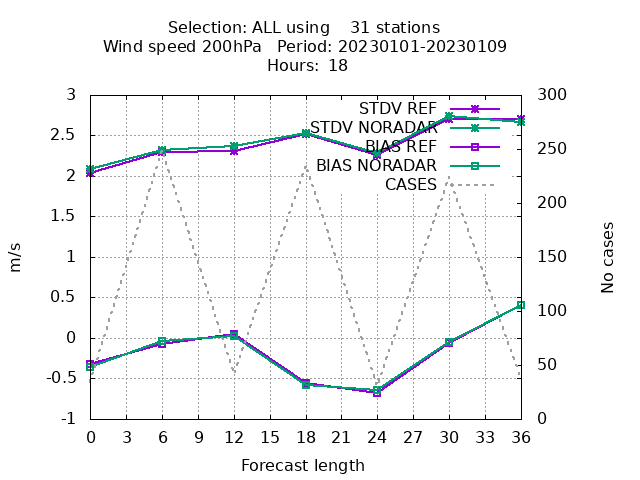 Selection: ALL using    31 stations
Wind speed 200hPa   Period: 20230101-20230109
Hours: 18
STDV REF
STDV NORADAR
BIAS REF
BIAS NORADAR
CASES
3
2.5
2
1.5
1
0.5
0
-0.5
-1
300
250
200
150
100
50
0
m/s
No cases
0 3 6 9 12 15 18 21 24 27 30 33 36
Forecast length